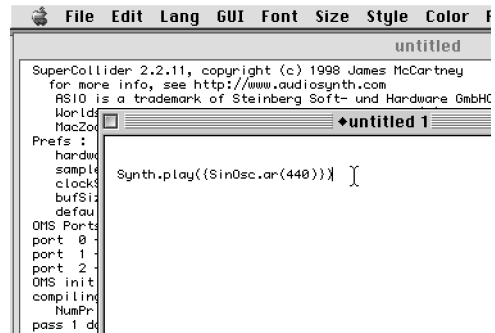 File Edit Lang GUI Font Size Style Color
untitled
SuperCollider 2.2.11, copyright (c) 1998 James McCartney
for more info, see http://www.audiosynth.com
ASIO is a trademark of Steinberg Soft- und Hardware GmbH
◆untitled 1
Prefs :
Synth.play({SinOsc.ar(440)})
OMS Ports
port 0
port 1
port 2
OMS init
compiling
pass 1